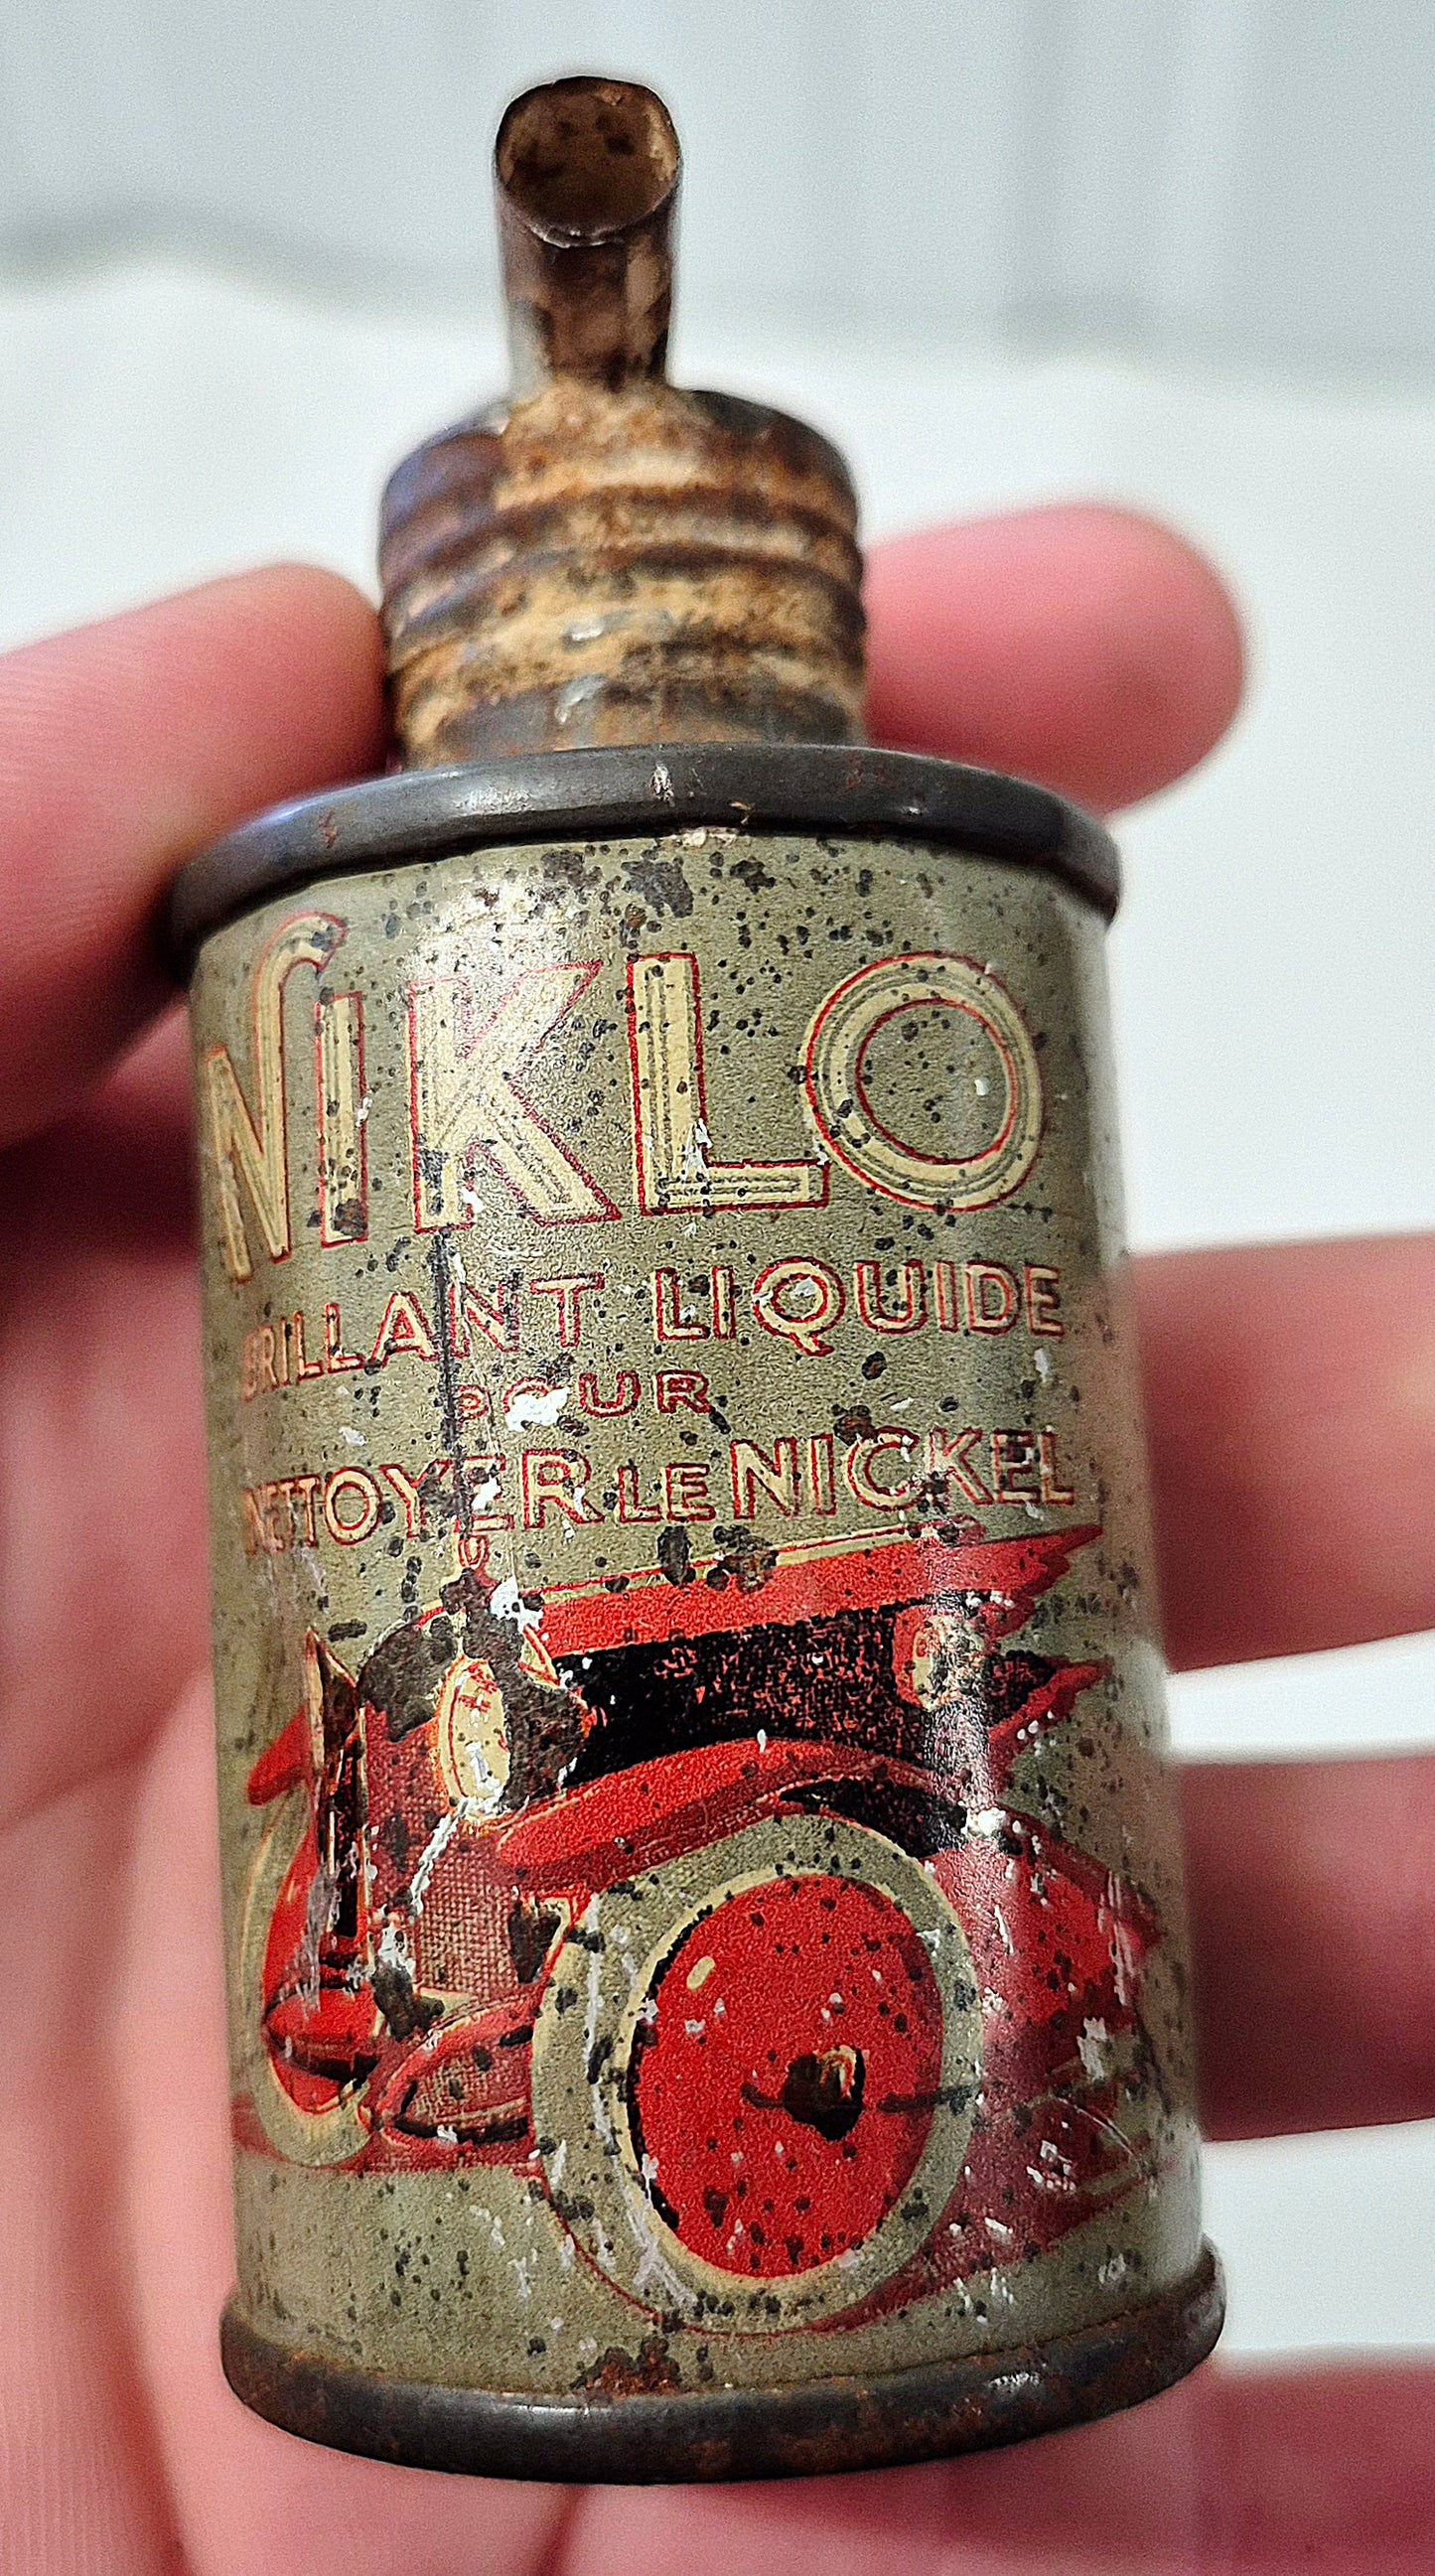 NIKLO
BRILLANT LIQUIDE
POUR
NETTOYER LE NICKEL